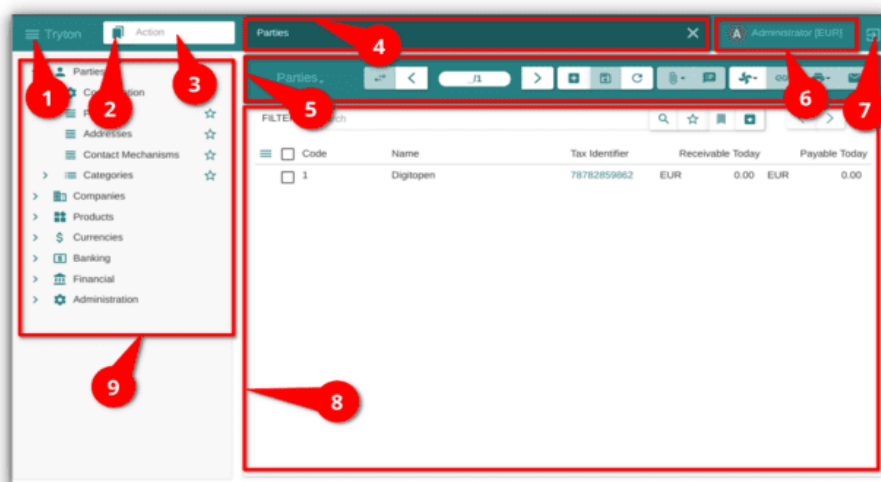 Tryton Action Parties Administrator [EUR]
1 2 3 4 5 6 7
Parties
Parties _/1
Addresses
Contact Mechanisms
Categories
Companies
Products
Currencies
Banking
Financial
Administration
9
Code Name Tax Identifier Receivable Today Payable Today
1 Digitopen 78782859862 EUR 0.00 EUR 0.00
8